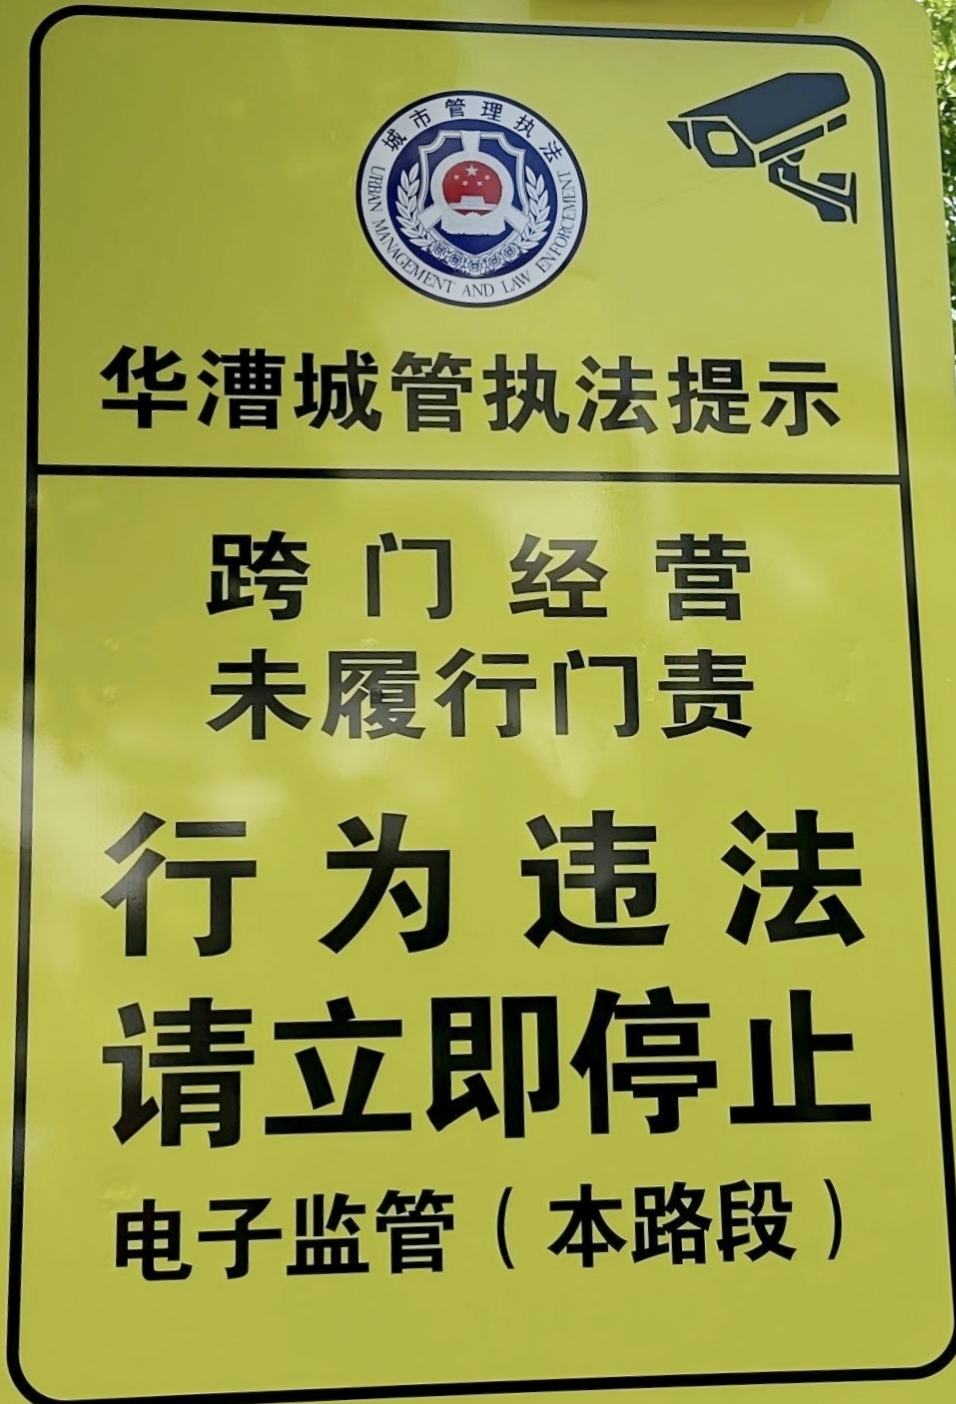 城市管理执法
URBAN MANAGEMENT AND LAW ENFORCEMENT
华漕城管执法提示
跨门经营
未履行门责
行为违法
请立即停止
电子监管（本路段）